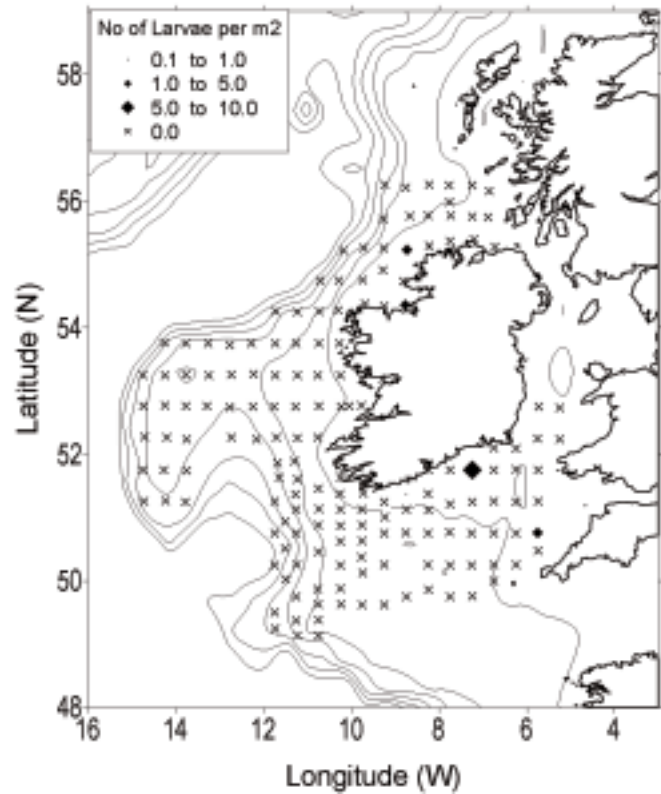 No of Larvae per m2
0.1 to 1.0
1.0 to 5.0
5.0 to 10.0
0.0
58
56
54
52
50
48
Latitude (N)
16 14 12 10 8 6 4
Longitude (W)